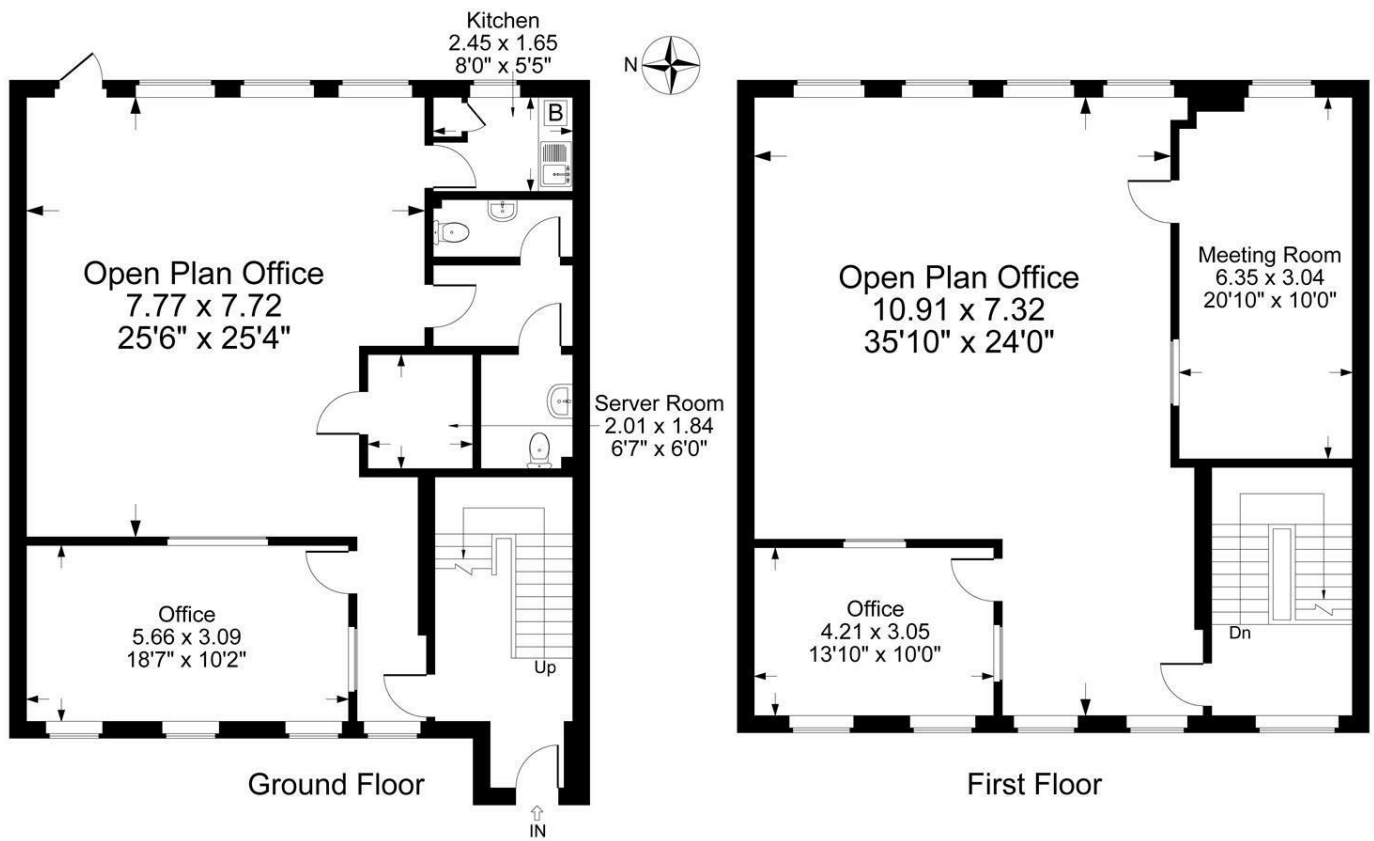 Kitchen
2.45 x 1.65
8'0" x 5'5"
N
B
Open Plan Office
7.77 x 7.72
25'6" x 25'4"
Server Room
2.01 x 1.84
6'7" x 6'0"
Office
5.66 x 3.09
18'7" x 10'2"
Up
IN
Ground Floor
Open Plan Office
10.91 x 7.32
35'10" x 24'0"
Meeting Room
6.35 x 3.04
20'10" x 10'0"
Office
4.21 x 3.05
13'10" x 10'0"
Dn
First Floor